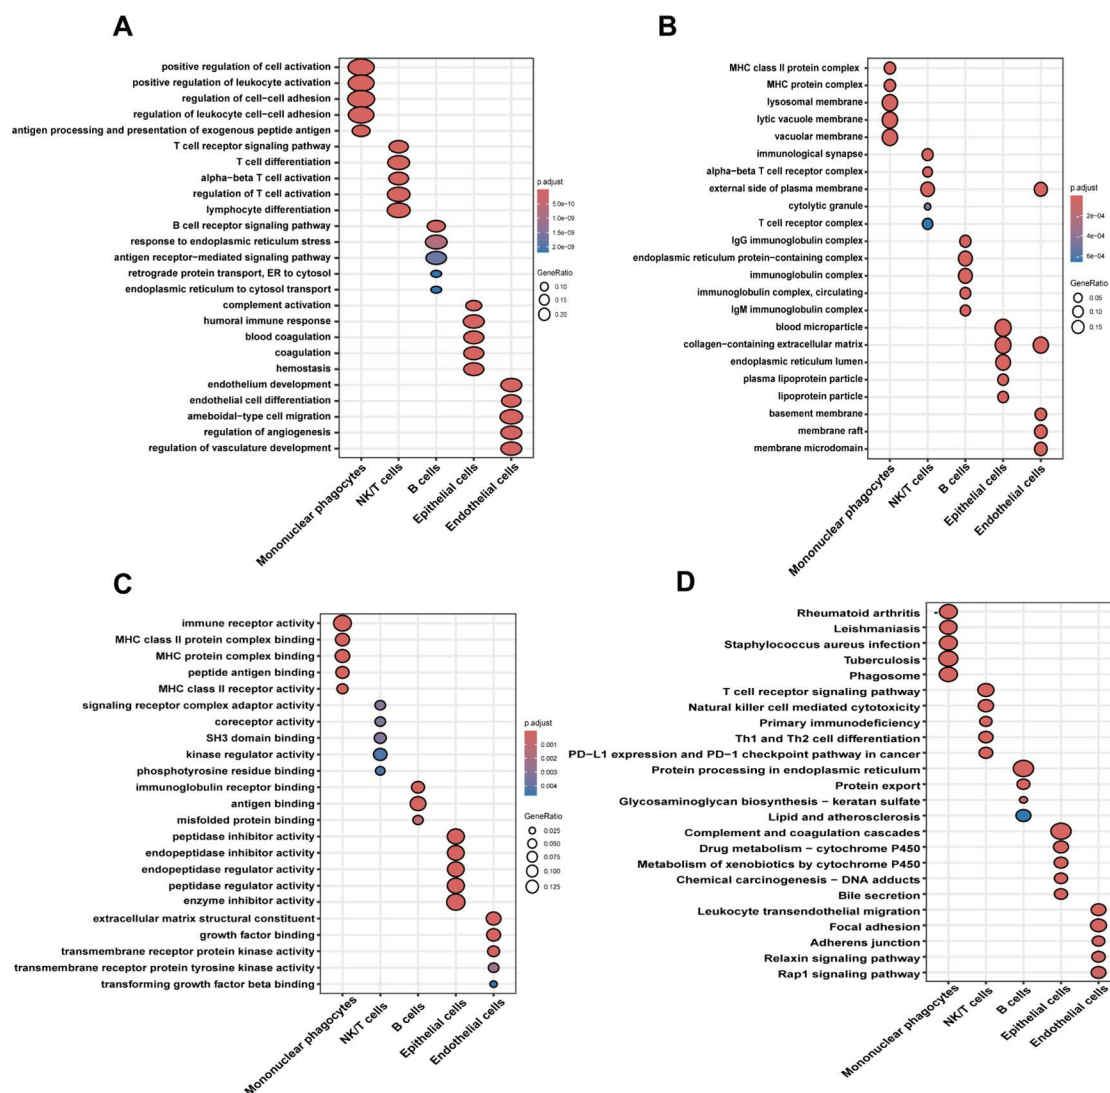 A
positive regulation of cell activation
positive regulation of leukocyte activation
regulation of cell−cell adhesion
regulation of leukocyte cell−cell adhesion
antigen processing and presentation of exogenous peptide antigen
T cell receptor signaling pathway
T cell differentiation
alpha−beta T cell activation
regulation of T cell activation
lymphocyte differentiation
B cell receptor signaling pathway
response to endoplasmic reticulum stress
antigen receptor−mediated signaling pathway
retrograde protein transport, ER to cytosol
endoplasmic reticulum to cytosol transport
complement activation
humoral immune response
blood coagulation
coagulation
hemostasis
endothelium development
endothelial cell differentiation
ameboidal−type cell migration
regulation of angiogenesis
regulation of vasculature development
Mononuclear phagocytes
NK/T cells
B cells
Epithelial cells
Endothelial cells
p.adjust
5.0e−10
1.0e−09
1.5e−09
2.0e−09
GeneRatio
0.10
0.15
0.20
B
MHC class II protein complex
MHC protein complex
lysosomal membrane
lytic vacuole membrane
vacuolar membrane
immunological synapse
alpha−beta T cell receptor complex
external side of plasma membrane
cytolytic granule
T cell receptor complex
IgG immunoglobulin complex
endoplasmic reticulum protein−containing complex
immunoglobulin complex
immunoglobulin complex, circulating
IgM immunoglobulin complex
blood microparticle
collagen−containing extracellular matrix
endoplasmic reticulum lumen
plasma lipoprotein particle
lipoprotein particle
basement membrane
membrane raft
membrane microdomain
Mononuclear phagocytes
NK/T cells
B cells
Epithelial cells
Endothelial cells
p.adjust
2e−04
4e−04
6e−04
GeneRatio
0.05
0.10
0.15
C
immune receptor activity
MHC class II protein complex binding
MHC protein complex binding
peptide antigen binding
MHC class II receptor activity
signaling receptor complex adaptor activity
coreceptor activity
SH3 domain binding
kinase regulator activity
phosphotyrosine residue binding
immunoglobulin receptor binding
antigen binding
misfolded protein binding
peptidase inhibitor activity
endopeptidase inhibitor activity
endopeptidase regulator activity
peptidase regulator activity
enzyme inhibitor activity
extracellular matrix structural constituent
growth factor binding
transmembrane receptor protein kinase activity
transmembrane receptor protein tyrosine kinase activity
transforming growth factor beta binding
Mononuclear phagocytes
NK/T cells
B cells
Epithelial cells
Endothelial cells
p.adjust
0.001
0.002
0.003
0.004
GeneRatio
0.025
0.050
0.075
0.100
0.125
D
Rheumatoid arthritis
Leishmaniasis
Staphylococcus aureus infection
Tuberculosis
Phagosome
T cell receptor signaling pathway
Natural killer cell mediated cytotoxicity
Primary immunodeficiency
Th1 and Th2 cell differentiation
PD−L1 expression and PD−1 checkpoint pathway in cancer
Protein processing in endoplasmic reticulum
Protein export
Glycosaminoglycan biosynthesis − keratan sulfate
Lipid and atherosclerosis
Complement and coagulation cascades
Drug metabolism − cytochrome P450
Metabolism of xenobiotics by cytochrome P450
Chemical carcinogenesis − DNA adducts
Bile secretion
Leukocyte transendothelial migration
Focal adhesion
Adherens junction
Relaxin signaling pathway
Rap1 signaling pathway
Mononuclear phagocytes
NK/T cells
B cells
Epithelial cells
Endothelial cells